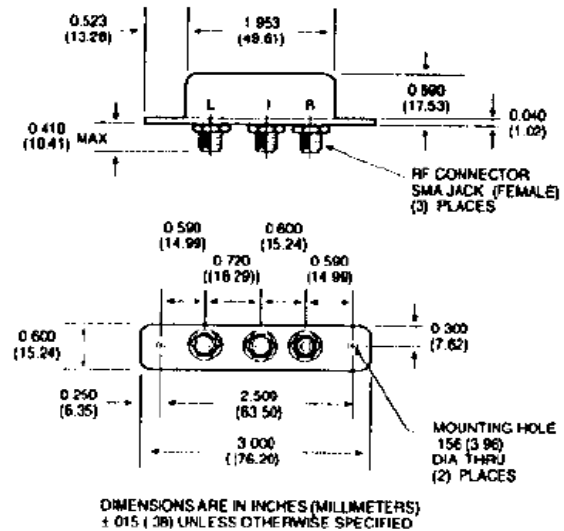 0.523
(13.28)
1.953
(49.61)
0.690
(17.53)
0.040
(1.02)
L I R
0.410 MAX
(10.41)
RF CONNECTOR
SMA JACK (FEMALE)
(3) PLACES
0.590
(14.99)
0.600
(15.24)
0.720
((18.29))
0.590
(14.99)
0.600
(15.24)
0.300
(7.62)
0.250
(6.35)
2.500
(63.50)
3.000
((76.20)
MOUNTING HOLE
.156 (3.96)
DIA THRU
(2) PLACES
DIMENSIONS ARE IN INCHES (MILLIMETERS)
± .015 (.38) UNLESS OTHERWISE SPECIFIED